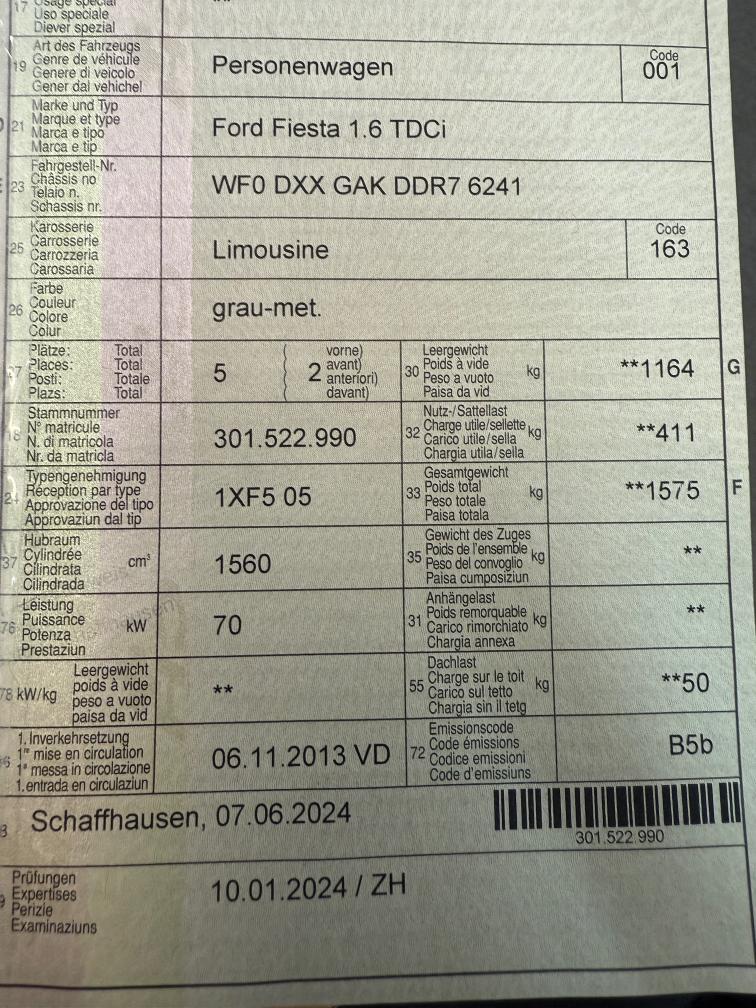 17 Usage spécial
Uso speciale
Diever spezial
**
19 Art des Fahrzeugs
Genre de véhicule
Genere di veicolo
Gener dal vehichel
Personenwagen
Code
001
21 Marke und Typ
Marque et type
Marca e tipo
Marca e tip
Ford Fiesta 1.6 TDCi
23 Fahrgestell-Nr.
Châssis no
Telaio n.
Schassis nr.
WF0 DXX GAK DDR7 6241
25 Karosserie
Carrosserie
Carrozzeria
Carossaria
Limousine
Code
163
26 Farbe
Couleur
Colore
Colur
grau-met.
27 Plätze: Total
Places: Total
Posti: Totale
Plazs: Total
5
( 2 vorne)
avant)
anteriori)
davant)
30 Leergewicht
Poids à vide
Peso a vuoto
Paisa da vid
kg
**1164
G
18 Stammnummer
N° matricule
N. di matricola
Nr. da matricla
301.522.990
32 Nutz-/Sattellast
Charge utile/sellette
Carico utile/sella
Chargia utila/sella
kg
**411
24 Typengenehmigung
Réception par type
Approvazione del tipo
Approvaziun dal tip
1XF5 05
33 Gesamtgewicht
Poids total
Peso totale
Paisa totala
kg
**1575
F
37 Hubraum
Cylindrée
Cilindrata
Cilindrada
cm³
1560
35 Gewicht des Zuges
Poids de l'ensemble
Peso del convoglio
Paisa cumposiziun
kg
**
76 Leistung
Puissance
Potenza
Prestaziun
kW
70
31 Anhängelast
Poids remorquable
Carico rimorchiato
Chargia annexa
kg
**
78 kW/kg
Leergewicht
poids à vide
peso a vuoto
paisa da vid
**
55 Dachlast
Charge sur le toit
Carico sul tetto
Chargia sin il tetg
kg
**50
36 1. Inverkehrsetzung
1re mise en circulation
1a messa in circolazione
1. entrada en circulaziun
06.11.2013 VD
72 Emissionscode
Code émissions
Codice emissioni
Code d'emissiuns
B5b
Schaffhausen, 07.06.2024
301.522.990
Prüfungen
Expertises
Perizie
Examinaziuns
10.01.2024 / ZH